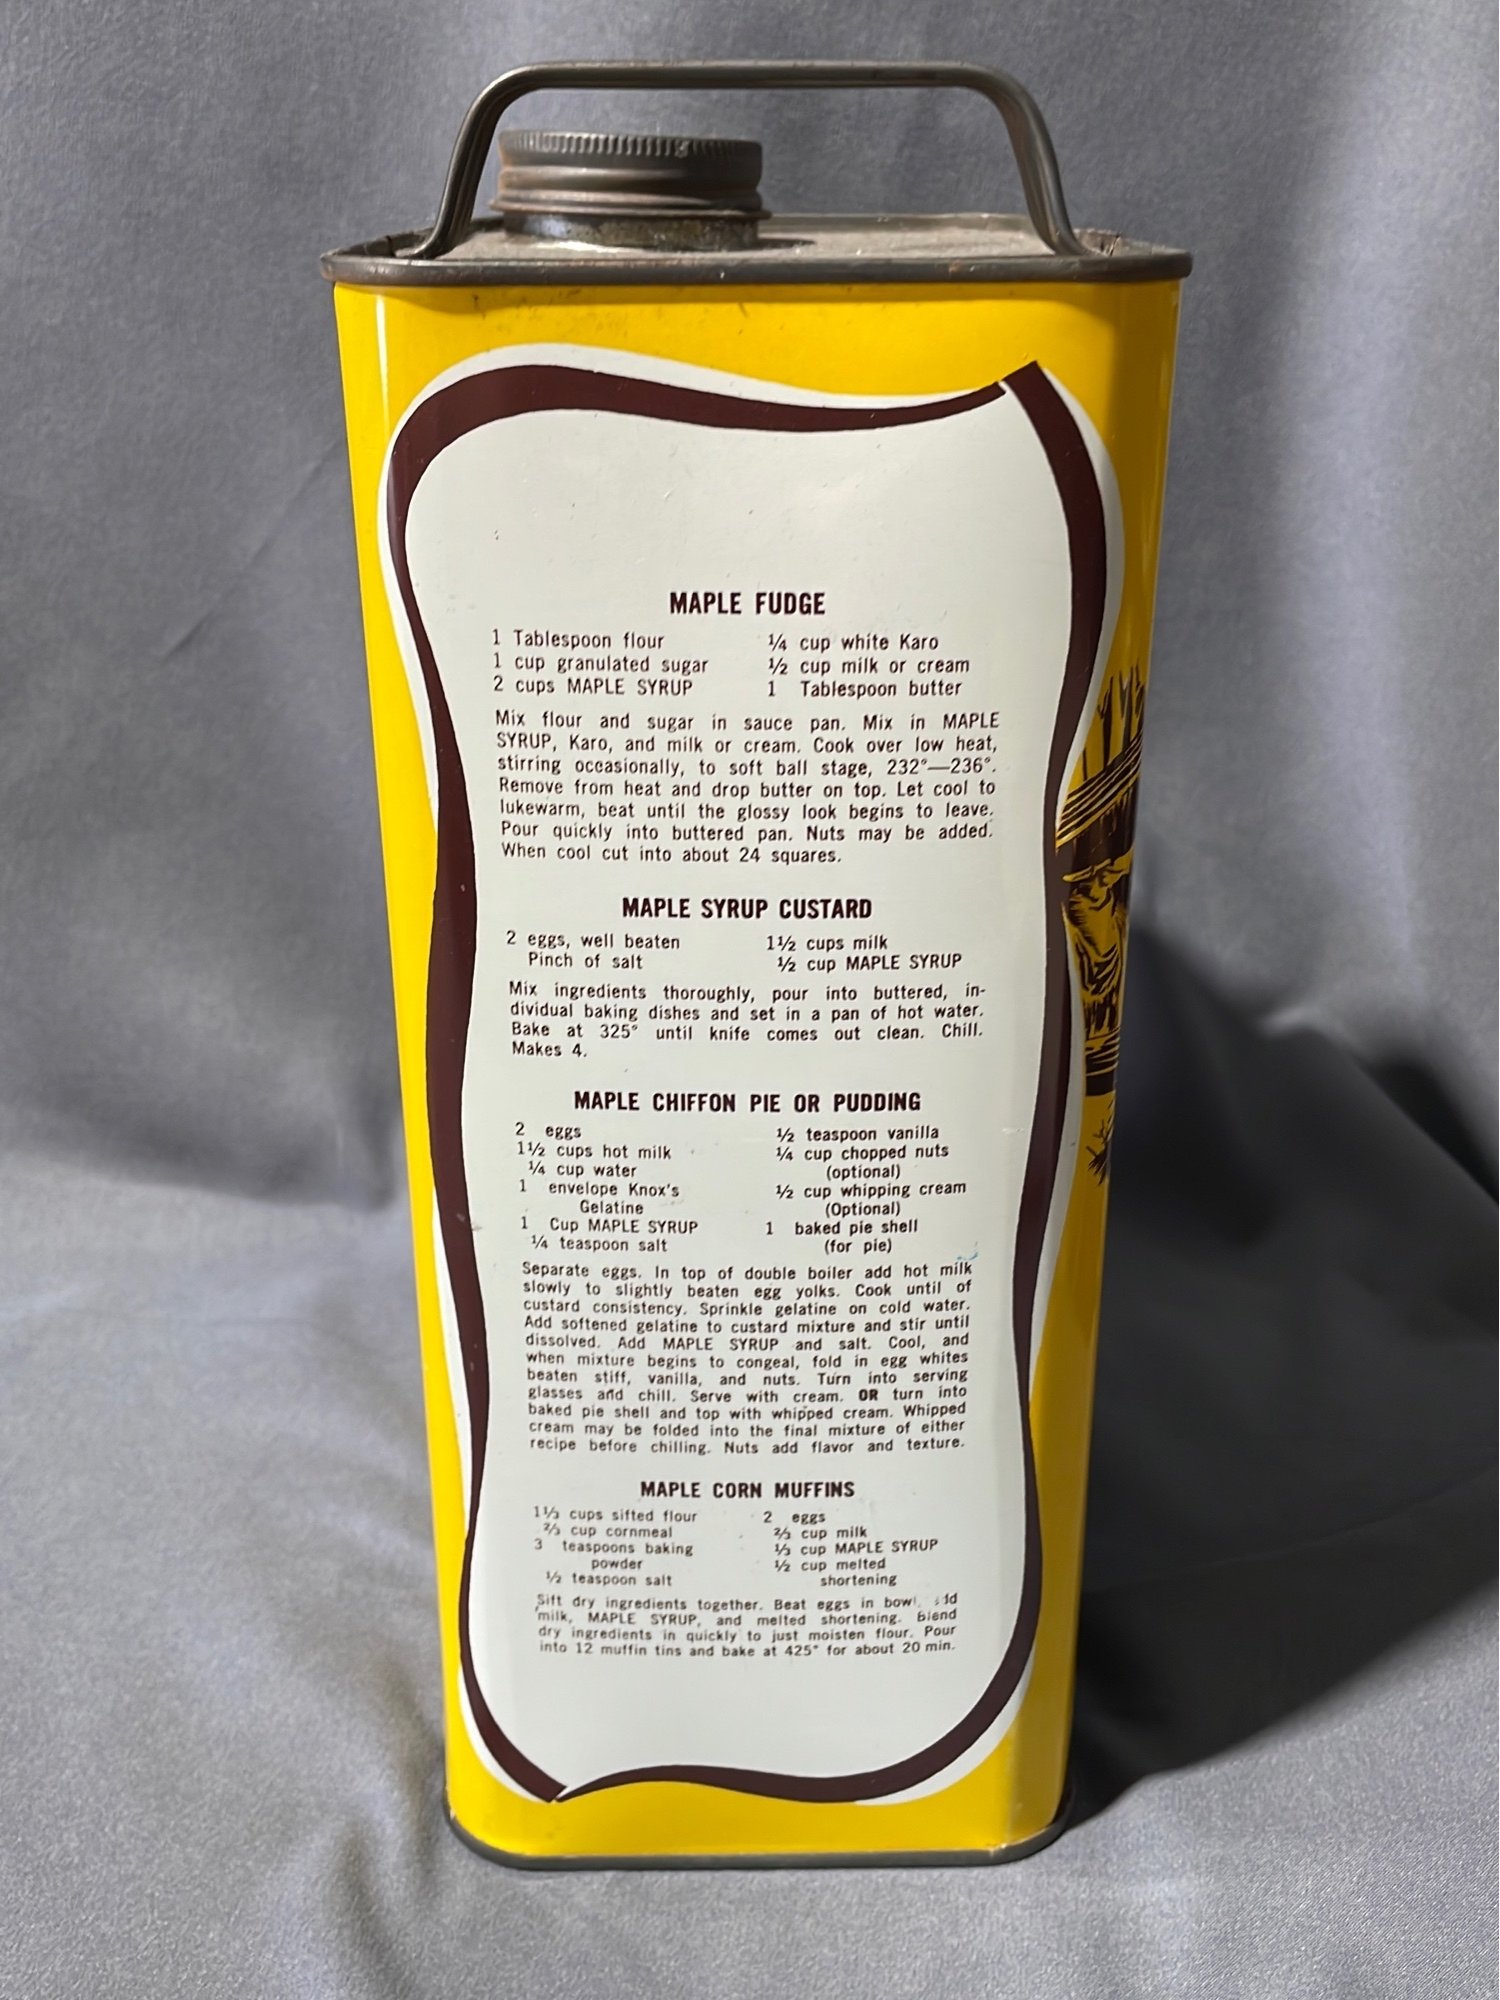 MAPLE FUDGE
1 Tablespoon flour
1 cup granulated sugar
2 cups MAPLE SYRUP
¼ cup white Karo
½ cup milk or cream
1 Tablespoon butter
Mix flour and sugar in sauce pan. Mix in MAPLE
SYRUP, Karo, and milk or cream. Cook over low heat,
stirring occasionally, to soft ball stage, 232°—236°.
Remove from heat and drop butter on top. Let cool to
lukewarm, beat until the glossy look begins to leave.
Pour quickly into buttered pan. Nuts may be added.
When cool cut into about 24 squares.
MAPLE SYRUP CUSTARD
2 eggs, well beaten
Pinch of salt
1½ cups milk
½ cup MAPLE SYRUP
Mix ingredients thoroughly, pour into buttered, in-
dividual baking dishes and set in a pan of hot water.
Bake at 325° until knife comes out clean. Chill.
Makes 4.
MAPLE CHIFFON PIE OR PUDDING
2 eggs
1½ cups hot milk
¼ cup water
1 envelope Knox's
Gelatine
1 Cup MAPLE SYRUP
¼ teaspoon salt
½ teaspoon vanilla
¼ cup chopped nuts
(optional)
½ cup whipping cream
(Optional)
1 baked pie shell
(for pie)
Separate eggs. In top of double boiler add hot milk
slowly to slightly beaten egg yolks. Cook until of
custard consistency. Sprinkle gelatine on cold water.
Add softened gelatine to custard mixture and stir until
dissolved. Add MAPLE SYRUP and salt. Cool, and
when mixture begins to congeal, fold in egg whites
beaten stiff, vanilla, and nuts. Turn into serving
glasses and chill. Serve with cream. OR turn into
baked pie shell and top with whipped cream. Whipped
cream may be folded into the final mixture of either
recipe before chilling. Nuts add flavor and texture.
MAPLE CORN MUFFINS
1⅓ cups sifted flour
⅔ cup cornmeal
3 teaspoons baking
powder
½ teaspoon salt
2 eggs
⅔ cup milk
⅓ cup MAPLE SYRUP
½ cup melted
shortening
Sift dry ingredients together. Beat eggs in bowl.
milk, MAPLE SYRUP, and melted shortening. Blend
dry ingredients in quickly to just moisten flour. Pour
into 12 muffin tins and bake at 425° for about 20 min.